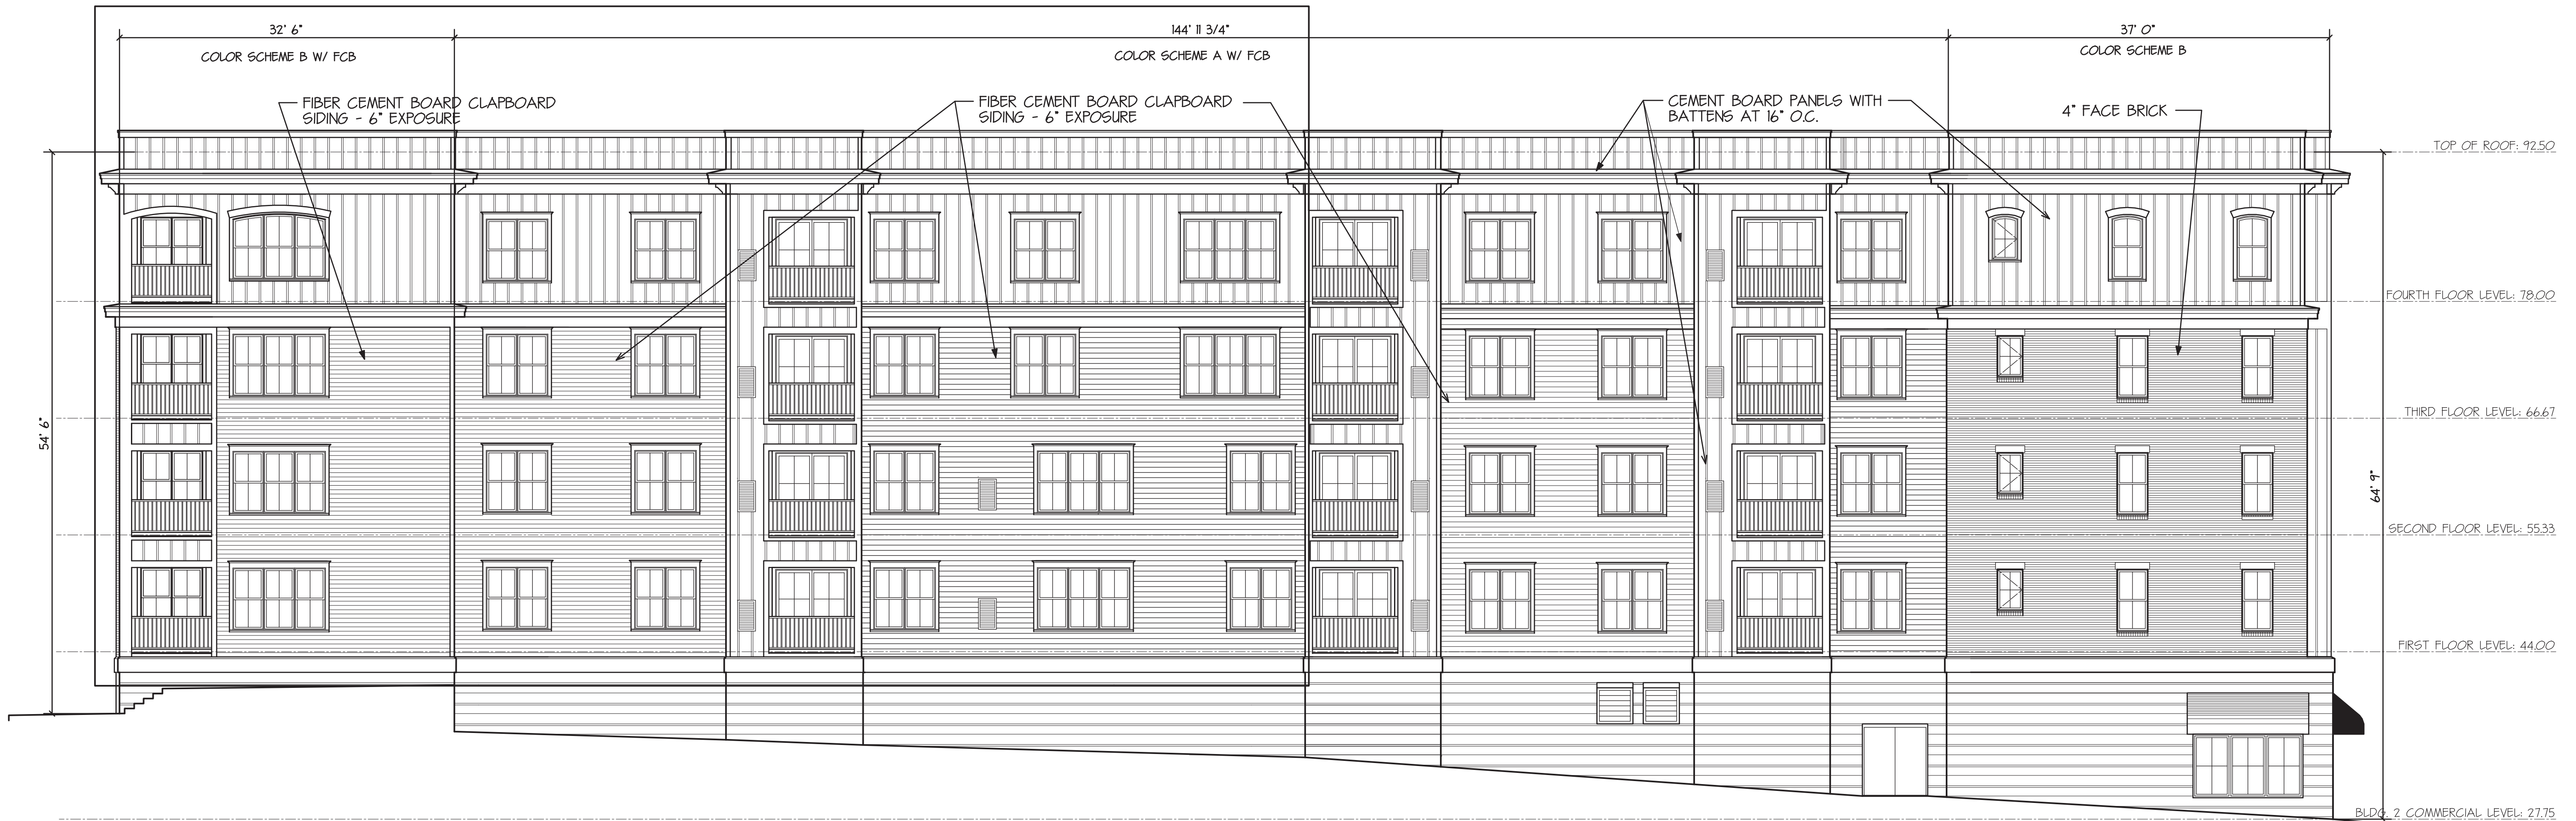 32' 6"
144' 11 3/4"
37' 0"
COLOR SCHEME B W/ FCB
COLOR SCHEME A W/ FCB
COLOR SCHEME B
FIBER CEMENT BOARD CLAPBOARD
SIDING - 6" EXPOSURE
FIBER CEMENT BOARD CLAPBOARD
SIDING - 6" EXPOSURE
CEMENT BOARD PANELS WITH
BATTENS AT 16" O.C.
4" FACE BRICK
TOP OF ROOF: 92.50
FOURTH FLOOR LEVEL: 78.00
THIRD FLOOR LEVEL: 66.67
54' 6"
64' 9"
SECOND FLOOR LEVEL: 55.33
FIRST FLOOR LEVEL: 44.00
BLDG. 2 COMMERCIAL LEVEL: 27.75